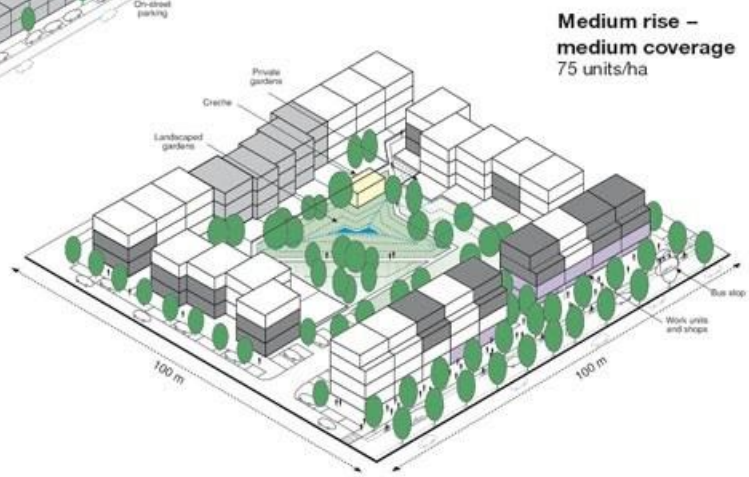 On-street
parking
Medium rise –
medium coverage
75 units/ha
Private
gardens
Creche
Landscaped
gardens
Bus stop
Work units
and shops
100 m
100 m